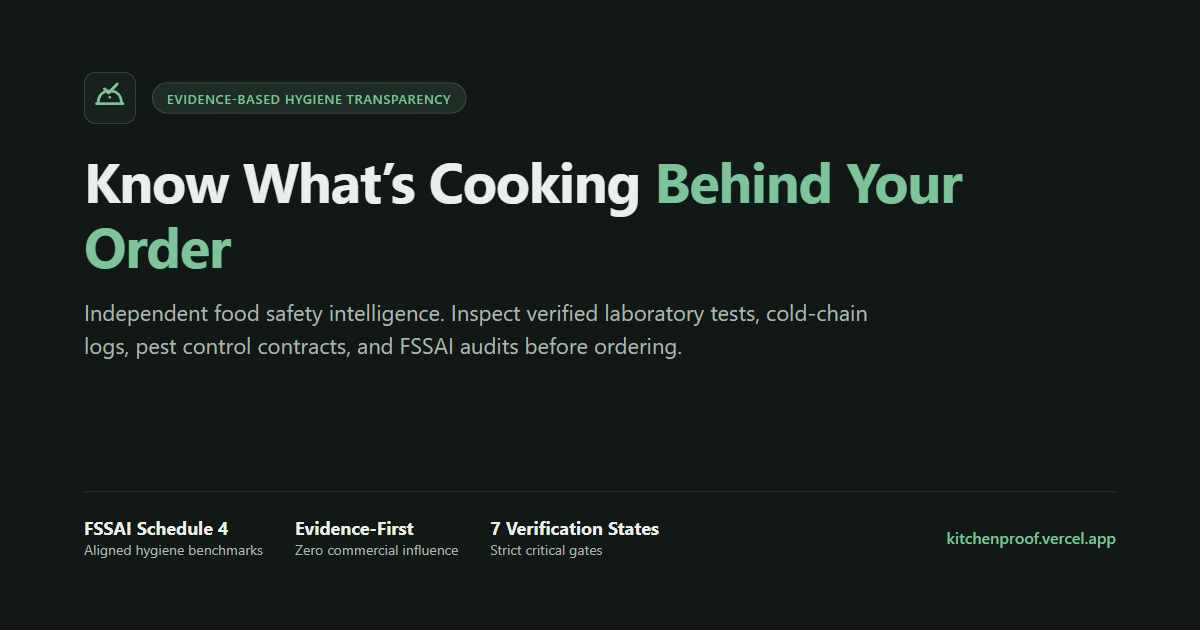 EVIDENCE-BASED HYGIENE TRANSPARENCY
Know What’s Cooking Behind Your
Order
Independent food safety intelligence. Inspect verified laboratory tests, cold-chain
logs, pest control contracts, and FSSAI audits before ordering.
FSSAI Schedule 4
Aligned hygiene benchmarks
Evidence-First
Zero commercial influence
7 Verification States
Strict critical gates
kitchenproof.vercel.app